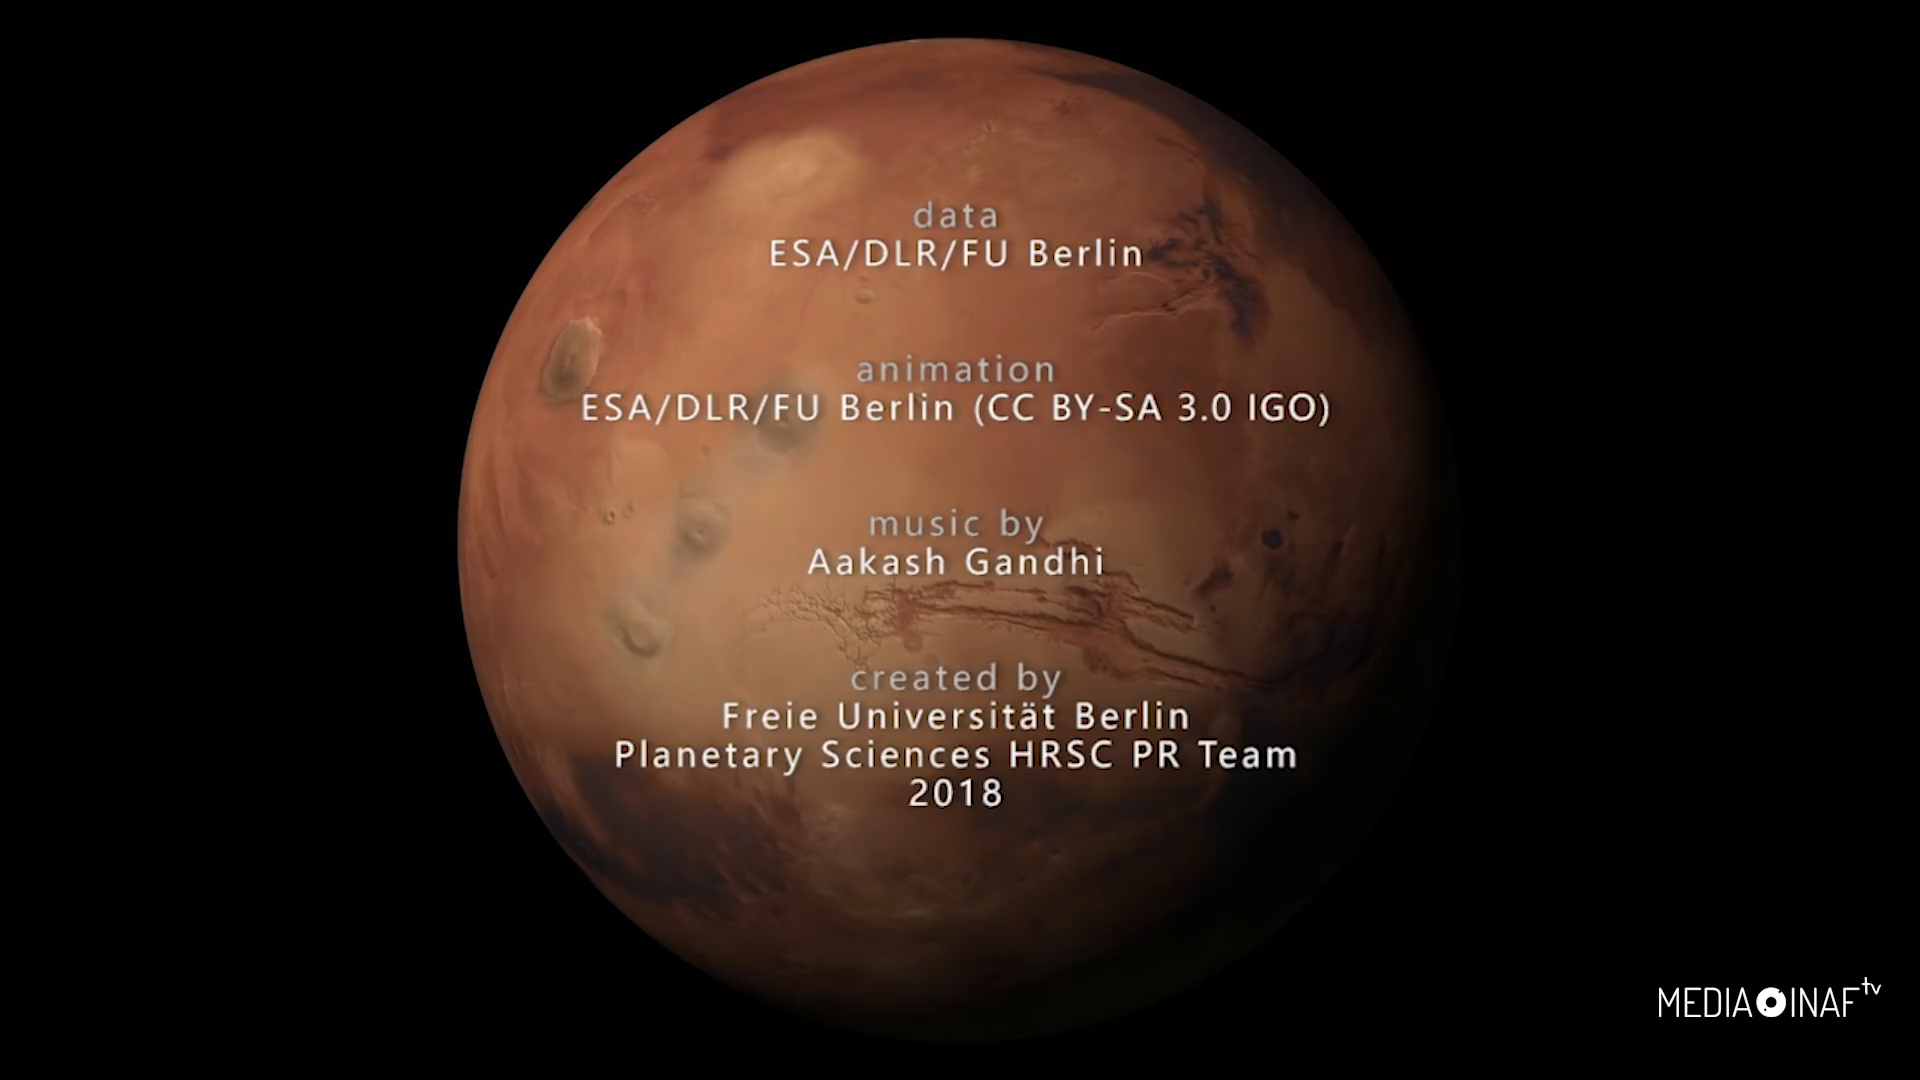 data
ESA/DLR/FU Berlin
animation
ESA/DLR/FU Berlin (CC BY-SA 3.0 IGO)
music by
Aakash Gandhi
created by
Freie Universität Berlin
Planetary Sciences HRSC PR Team
2018
MEDIA INAF tv